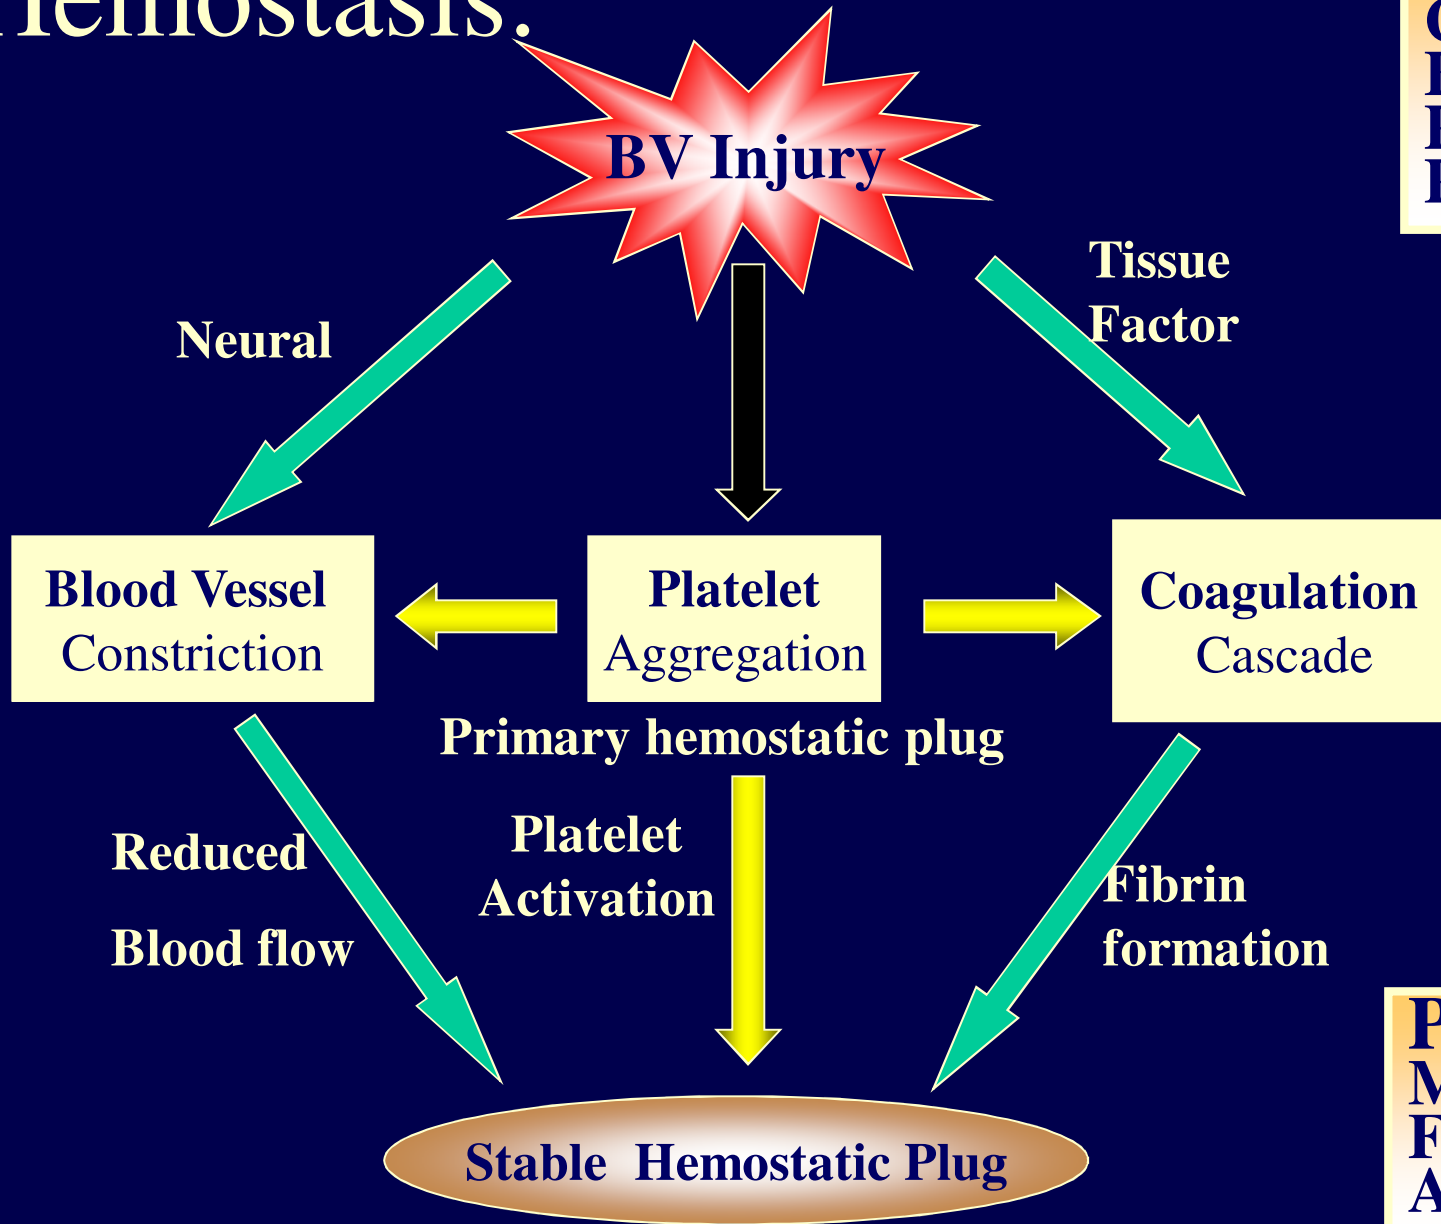 Hemostasis:
BV Injury
Tissue
Factor
Neural
Blood Vessel
Constriction
Platelet
Aggregation
Coagulation
Cascade
Primary hemostatic plug
Platelet
Activation
Reduced
Blood flow
Fibrin
formation
Stable Hemostatic Plug